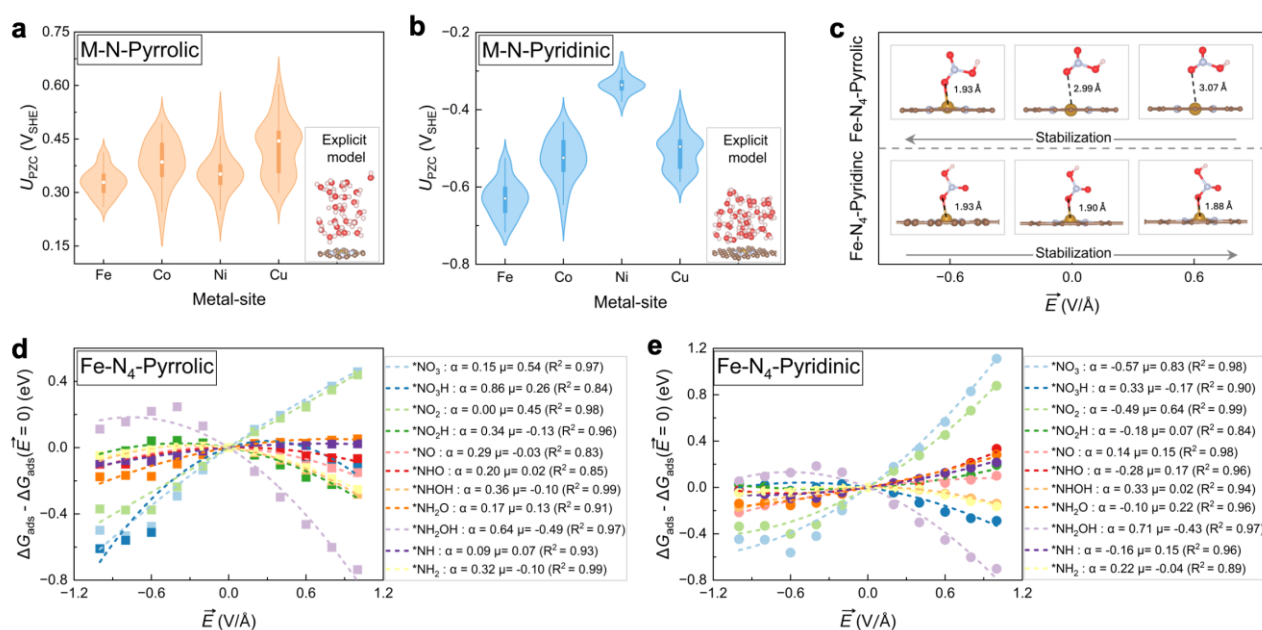 a
M-N-Pyrrolic
U_PZC (V_SHE)
0.75
0.60
0.45
0.30
0.15
Fe
Co
Ni
Cu
Metal-site
Explicit
model
b
M-N-Pyridinic
U_PZC (V_SHE)
−0.2
−0.4
−0.6
−0.8
Fe
Co
Ni
Cu
Metal-site
Explicit
model
c
Fe-N₄-Pyrrolic
1.93 Å
2.99 Å
3.07 Å
Stabilization
Fe-N₄-Pyridinc
1.93 Å
1.90 Å
1.88 Å
Stabilization
−0.6
0.0
0.6
E⃗ (V/Å)
d
Fe-N₄-Pyrrolic
ΔG_ads - ΔG_ads(E⃗ = 0) (eV)
0.4
0.0
−0.4
−0.8
−1.2
−0.6
0.0
0.6
1.2
E⃗ (V/Å)
*NO₃ : α = 0.15 μ= 0.54 (R² = 0.97)
*NO₃H : α = 0.86 μ= 0.26 (R² = 0.84)
*NO₂ : α = 0.00 μ= 0.45 (R² = 0.98)
*NO₂H : α = 0.34 μ= -0.13 (R² = 0.96)
*NO : α = 0.29 μ= -0.03 (R² = 0.83)
*NHO : α = 0.20 μ= 0.02 (R² = 0.85)
*NHOH : α = 0.36 μ= -0.10 (R² = 0.99)
*NH₂O : α = 0.17 μ= 0.13 (R² = 0.91)
*NH₂OH : α = 0.64 μ= -0.49 (R² = 0.97)
*NH : α = 0.09 μ= 0.07 (R² = 0.93)
*NH₂ : α = 0.32 μ= -0.10 (R² = 0.99)
e
Fe-N₄-Pyridinic
ΔG_ads - ΔG_ads(E⃗ = 0) (eV)
1.2
0.8
0.4
0.0
−0.4
−0.8
−1.2
−0.6
0.0
0.6
1.2
E⃗ (V/Å)
*NO₃ : α = -0.57 μ= 0.83 (R² = 0.98)
*NO₃H : α = 0.33 μ= -0.17 (R² = 0.90)
*NO₂ : α = -0.49 μ= 0.64 (R² = 0.99)
*NO₂H : α = -0.18 μ= 0.07 (R² = 0.84)
*NO : α = 0.14 μ= 0.15 (R² = 0.98)
*NHO : α = -0.28 μ= 0.17 (R² = 0.96)
*NHOH : α = 0.33 μ= 0.02 (R² = 0.94)
*NH₂O : α = -0.10 μ= 0.22 (R² = 0.96)
*NH₂OH : α = 0.71 μ= -0.43 (R² = 0.97)
*NH : α = -0.16 μ= 0.15 (R² = 0.96)
*NH₂ : α = 0.22 μ= -0.04 (R² = 0.89)